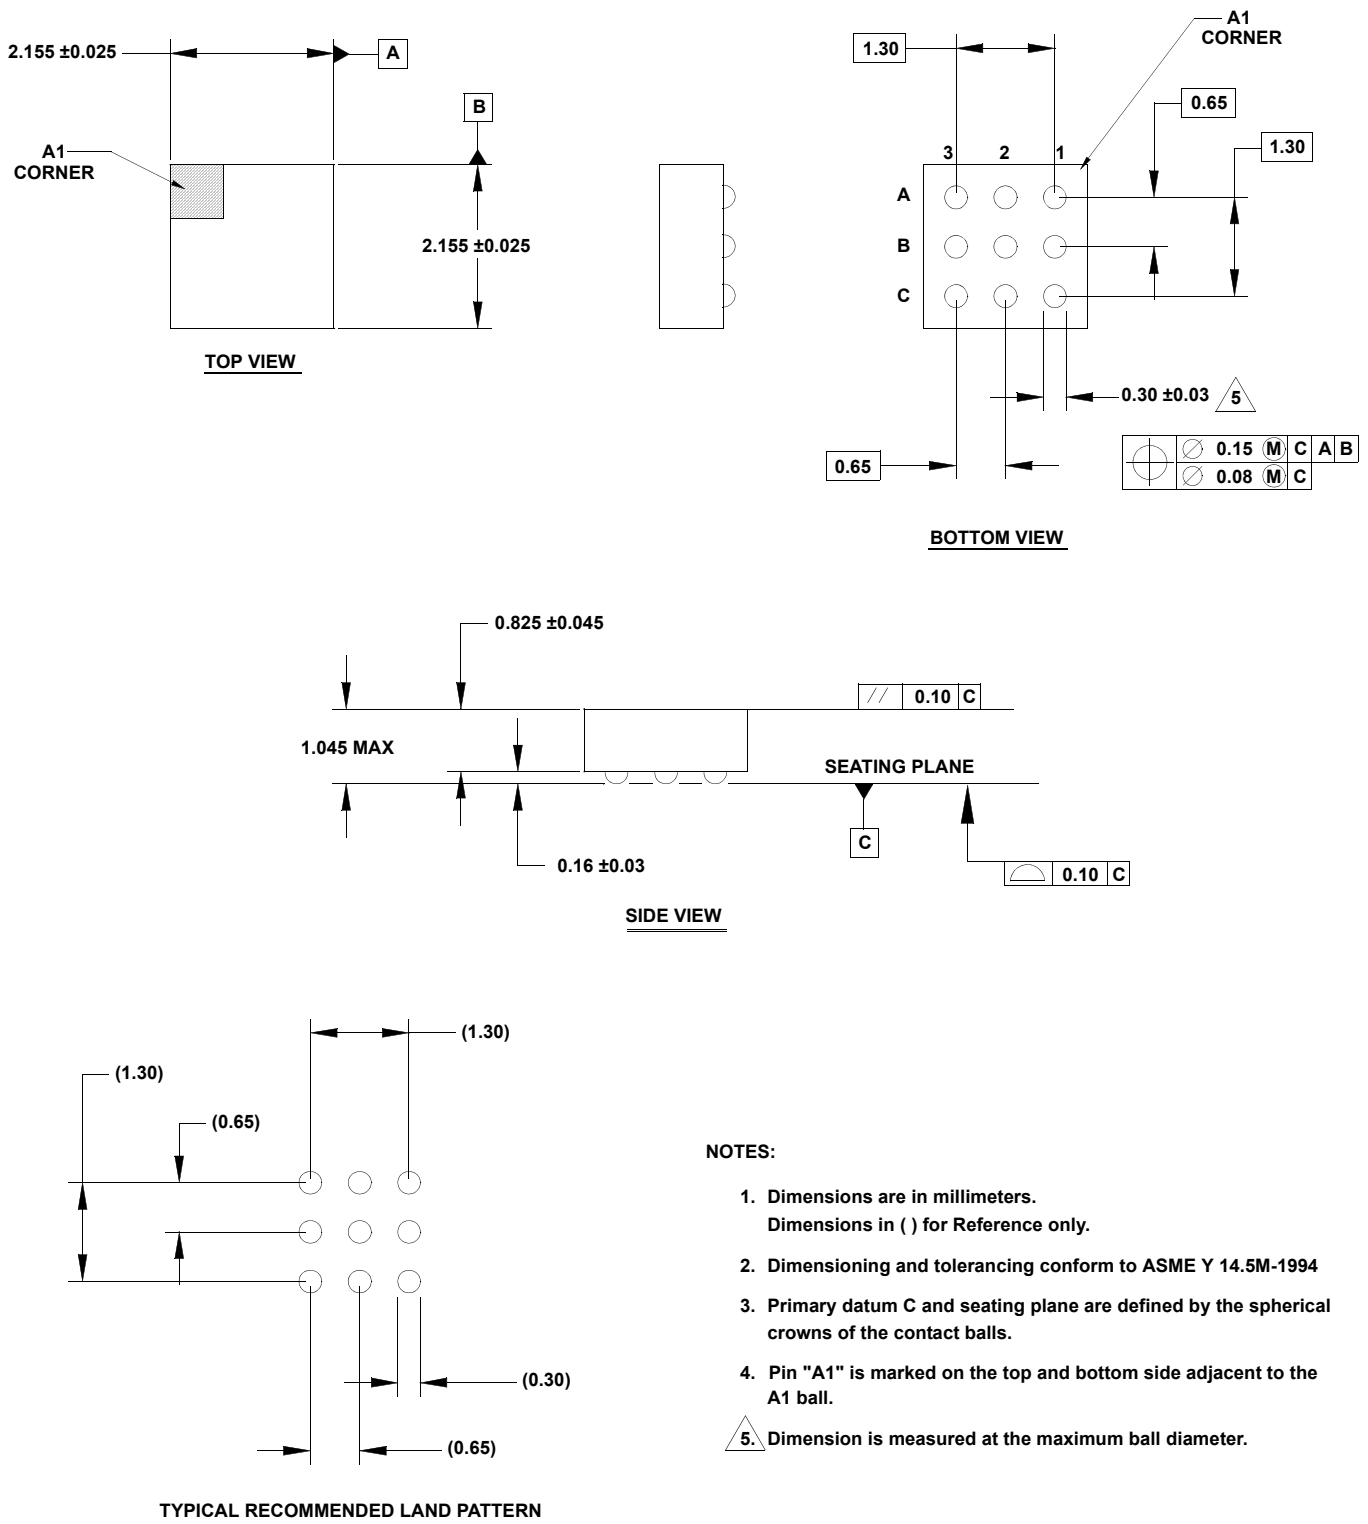 2.155 ±0.025
A
B
A1
CORNER
2.155 ±0.025
TOP VIEW
A1
CORNER
1.30
0.65
1.30
3 2 1
A
B
C
0.30 ±0.03 5
0.65
⌀ 0.15 Ⓜ C A B
⌀ 0.08 Ⓜ C
BOTTOM VIEW
0.825 ±0.045
// 0.10 C
1.045 MAX
SEATING PLANE
C
0.16 ±0.03
0.10 C
SIDE VIEW
(1.30)
(1.30)
(0.65)
(0.30)
(0.65)
TYPICAL RECOMMENDED LAND PATTERN
NOTES:
1. Dimensions are in millimeters.
Dimensions in ( ) for Reference only.
2. Dimensioning and tolerancing conform to ASME Y 14.5M-1994
3. Primary datum C and seating plane are defined by the spherical
crowns of the contact balls.
4. Pin "A1" is marked on the top and bottom side adjacent to the
A1 ball.
5. Dimension is measured at the maximum ball diameter.